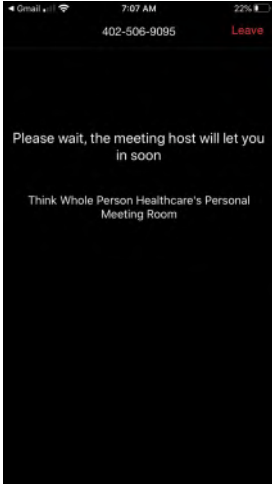 ◄ Gmail 7:07 AM 22%
402-506-9095 Leave
Please wait, the meeting host will let you
in soon
Think Whole Person Healthcare's Personal
Meeting Room